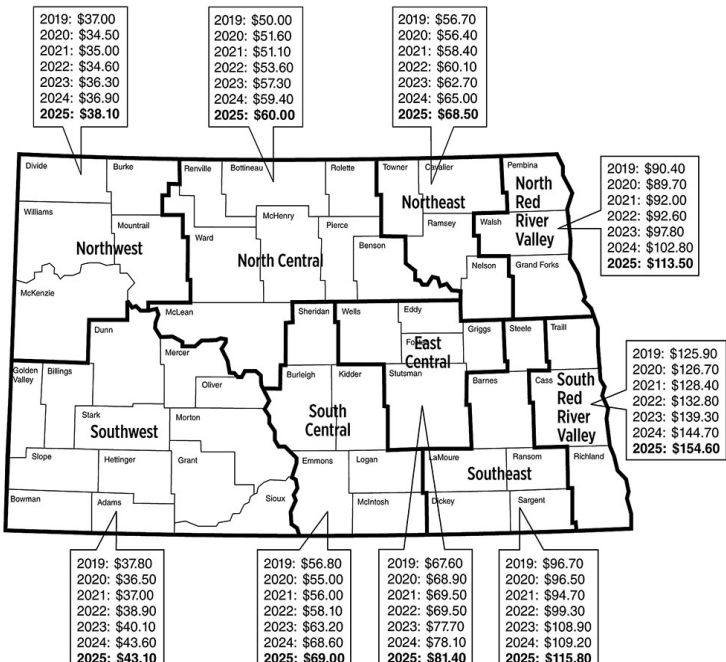 2019: $37.00
2020: $34.50
2021: $35.00
2022: $34.60
2023: $36.30
2024: $36.90
2025: $38.10
2019: $50.00
2020: $51.60
2021: $51.10
2022: $53.60
2023: $57.30
2024: $59.40
2025: $60.00
2019: $56.70
2020: $56.40
2021: $58.40
2022: $60.10
2023: $62.70
2024: $65.00
2025: $68.50
2019: $90.40
2020: $89.70
2021: $92.00
2022: $92.60
2023: $97.80
2024: $102.80
2025: $113.50
2019: $125.90
2020: $126.70
2021: $128.40
2022: $132.80
2023: $139.30
2024: $144.70
2025: $154.60
Divide
Burke
Renville
Bottineau
Rolette
Towner
Cavalier
Pembina
North
Red
River
Valley
Williams
Mountrail
Northwest
McKenzie
Ward
McHenry
Pierce
Benson
North Central
Northeast
Ramsey
Walsh
Nelson
Grand Forks
Dunn
McLean
Sheridan
Wells
Eddy
East
Central
Griggs
Steele
Traill
Golden
Valley
Billings
Mercer
Oliver
Burleigh
Kidder
Stutsman
Barnes
Cass
South
Red
River
Valley
Stark
Southwest
Morton
South
Central
Slope
Hettinger
Grant
Emmons
Logan
LaMoure
Ransom
Richland
Southeast
Bowman
Adams
Sioux
McIntosh
Dickey
Sargent
2019: $37.80
2020: $36.50
2021: $37.00
2022: $38.90
2023: $40.10
2024: $43.60
2025: $43.10
2019: $56.80
2020: $55.00
2021: $56.00
2022: $58.10
2023: $63.20
2024: $68.60
2025: $69.00
2019: $67.60
2020: $68.90
2021: $69.50
2022: $69.50
2023: $77.70
2024: $78.10
2025: $81.40
2019: $96.70
2020: $96.50
2021: $94.70
2022: $99.30
2023: $108.90
2024: $109.20
2025: $115.80